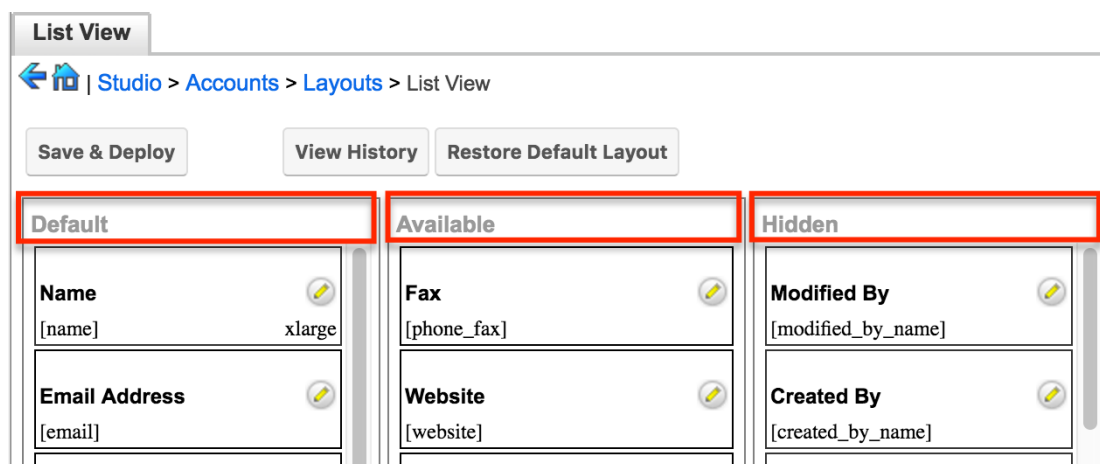 List View
| Studio > Accounts > Layouts > List View
Save & Deploy View History Restore Default Layout
Default Available Hidden
Name Fax Modified By
[name] xlarge [phone_fax] [modified_by_name]
Email Address Website Created By
[email] [website] [created_by_name]